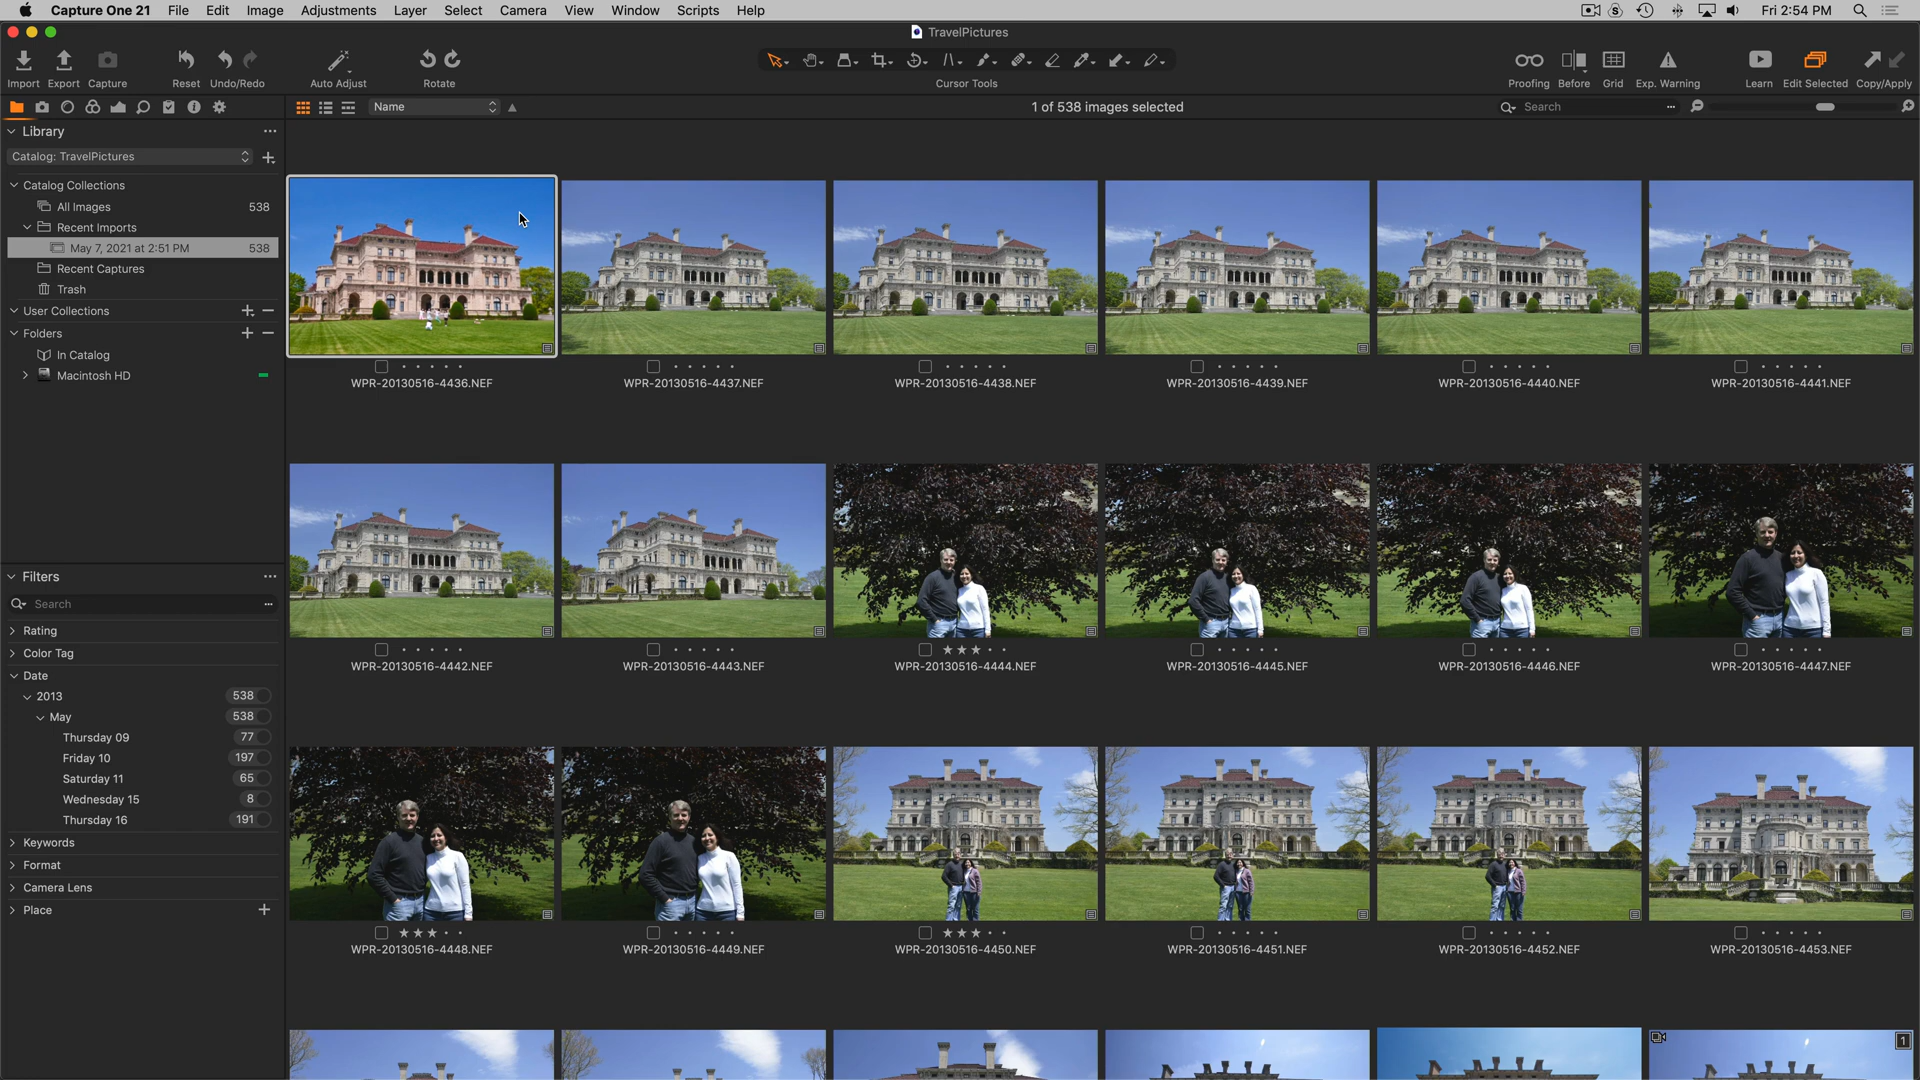 Capture One 21 File Edit Image Adjustments Layer Select Camera View Window Scripts Help Fri 2:54 PM
TravelPictures
Import Export Capture Reset Undo/Redo Auto Adjust Rotate Cursor Tools Proofing Before Grid Exp. Warning Learn Edit Selected Copy/Apply
Name 1 of 538 images selected Search
Library
Catalog: TravelPictures
Catalog Collections
All Images 538
Recent Imports
May 7, 2021 at 2:51 PM 538
Recent Captures
Trash
User Collections
Folders
In Catalog
Macintosh HD
Filters
Search
Rating
Color Tag
Date
2013 538
May 538
Thursday 09 77
Friday 10 197
Saturday 11 65
Wednesday 15 8
Thursday 16 191
Keywords
Format
Camera Lens
Place
WPR-20130516-4436.NEF WPR-20130516-4437.NEF WPR-20130516-4438.NEF WPR-20130516-4439.NEF WPR-20130516-4440.NEF WPR-20130516-4441.NEF
WPR-20130516-4442.NEF WPR-20130516-4443.NEF WPR-20130516-4444.NEF WPR-20130516-4445.NEF WPR-20130516-4446.NEF WPR-20130516-4447.NEF
WPR-20130516-4448.NEF WPR-20130516-4449.NEF WPR-20130516-4450.NEF WPR-20130516-4451.NEF WPR-20130516-4452.NEF WPR-20130516-4453.NEF
1